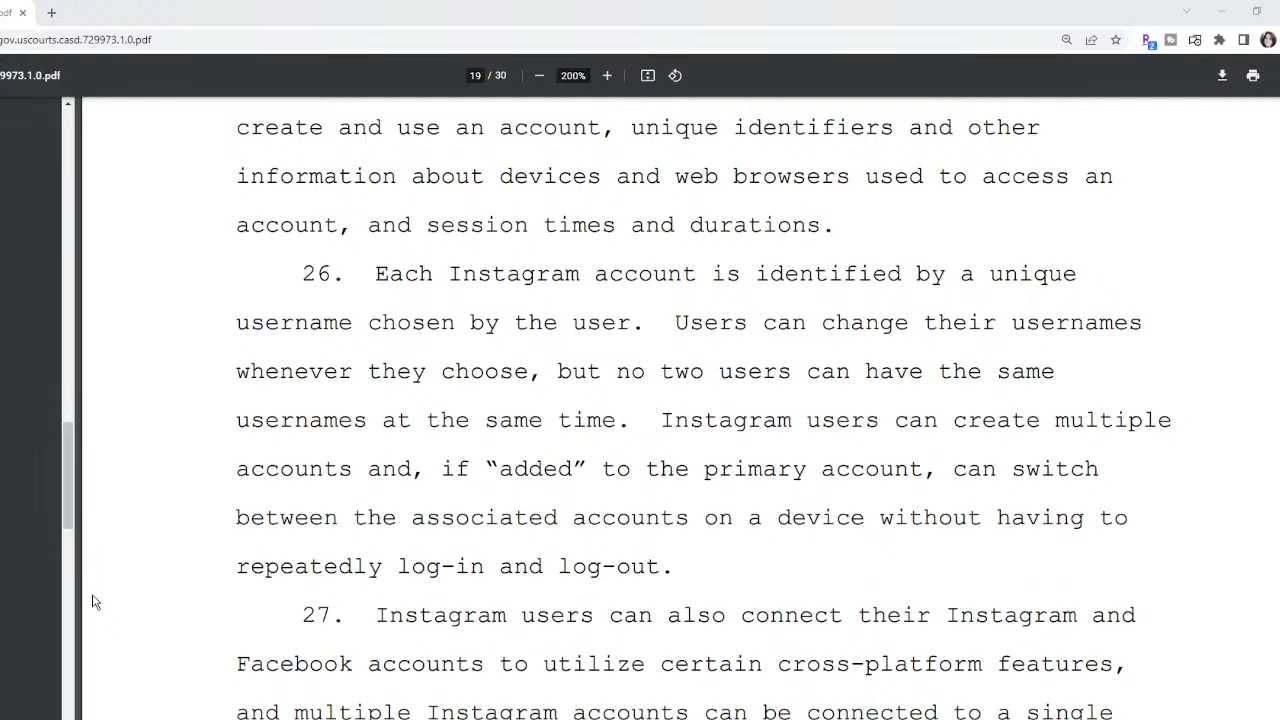 pdf
gov.uscourts.casd.729973.1.0.pdf
2
9973.1.0.pdf
19 / 30
200%
create and use an account, unique identifiers and other
information about devices and web browsers used to access an
account, and session times and durations.
26. Each Instagram account is identified by a unique
username chosen by the user. Users can change their usernames
whenever they choose, but no two users can have the same
usernames at the same time. Instagram users can create multiple
accounts and, if “added” to the primary account, can switch
between the associated accounts on a device without having to
repeatedly log-in and log-out.
27. Instagram users can also connect their Instagram and
Facebook accounts to utilize certain cross-platform features,
and multiple Instagram accounts can be connected to a single